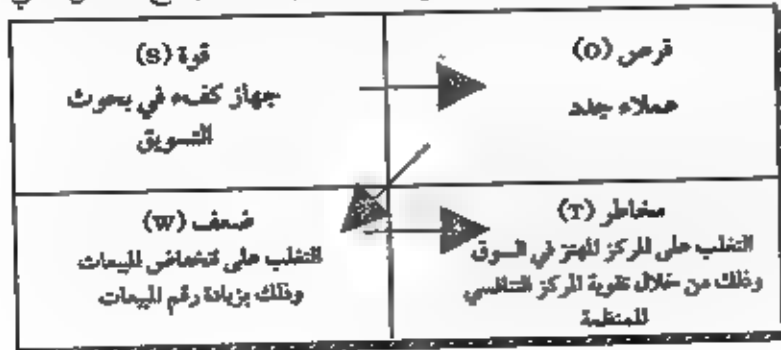 قوة (S)
جهاز كفء في بحوث
التسويق
فرص (O)
عملاء جدد
ضعف (W)
التغلب على انخفاض المبيعات
وذلك بزيادة رقم المبيعات
مخاطر (T)
التغلب على المركز المهتز في السوق
وذلك من خلال تقوية المركز التنافسي
للمنظمة